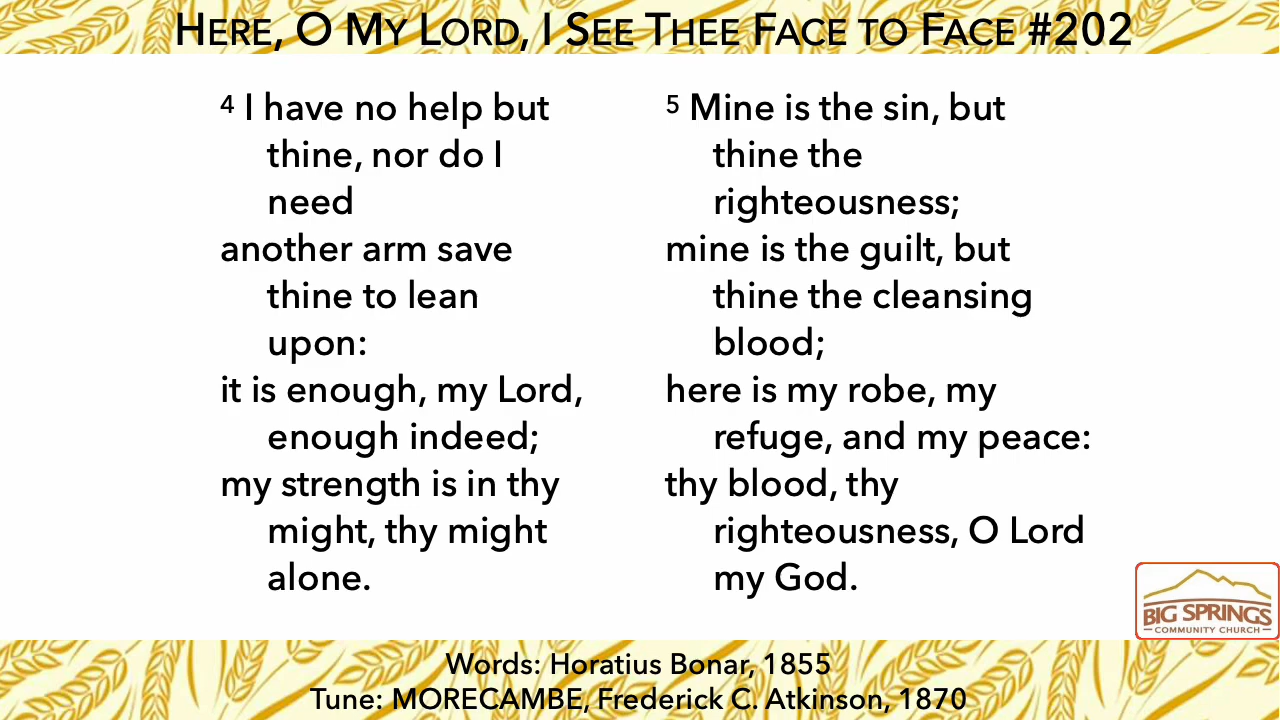 HERE, O MY LORD, I SEE THEE FACE TO FACE #202
4 I have no help but
thine, nor do I
need
another arm save
thine to lean
upon:
it is enough, my Lord,
enough indeed;
my strength is in thy
might, thy might
alone.
5 Mine is the sin, but
thine the
righteousness;
mine is the guilt, but
thine the cleansing
blood;
here is my robe, my
refuge, and my peace:
thy blood, thy
righteousness, O Lord
my God.
BIG SPRINGS
COMMUNITY CHURCH
Words: Horatius Bonar, 1855
Tune: MORECAMBE, Frederick C. Atkinson, 1870